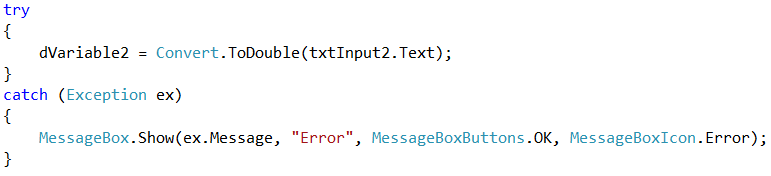 try
{
    dVariable2 = Convert.ToDouble(txtInput2.Text);
}
catch (Exception ex)
{
    MessageBox.Show(ex.Message, "Error", MessageBoxButtons.OK, MessageBoxIcon.Error);
}